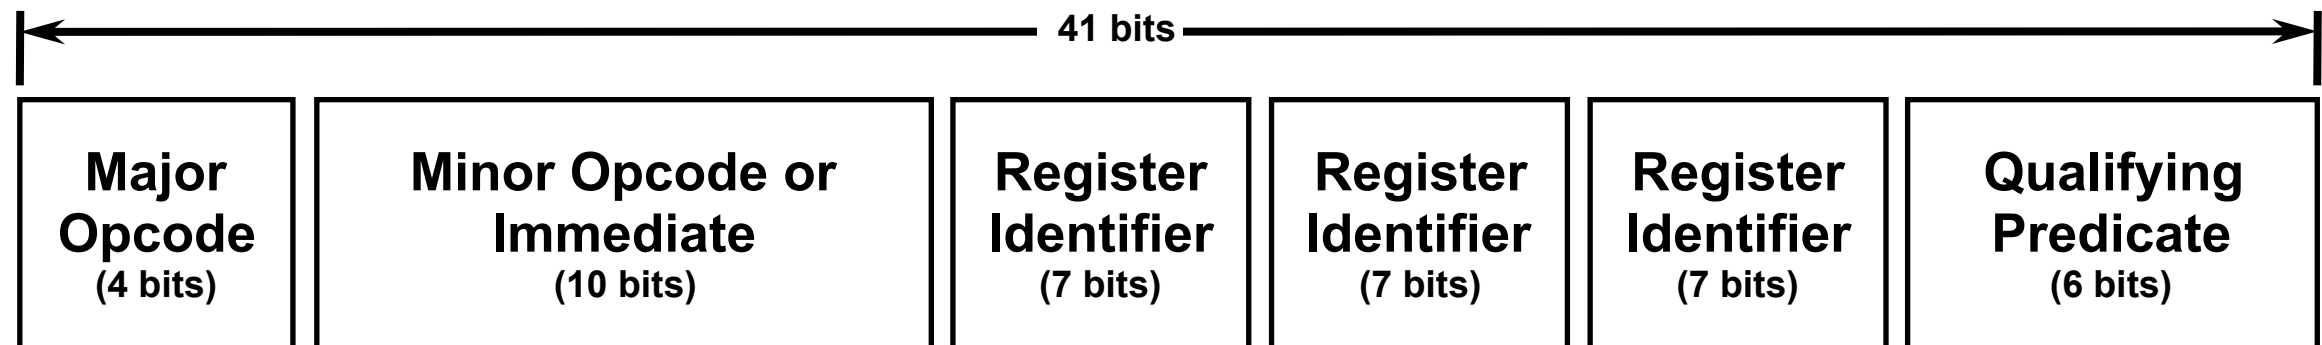 41 bits
Major
Opcode
(4 bits)
Minor Opcode or
Immediate
(10 bits)
Register
Identifier
(7 bits)
Register
Identifier
(7 bits)
Register
Identifier
(7 bits)
Qualifying
Predicate
(6 bits)